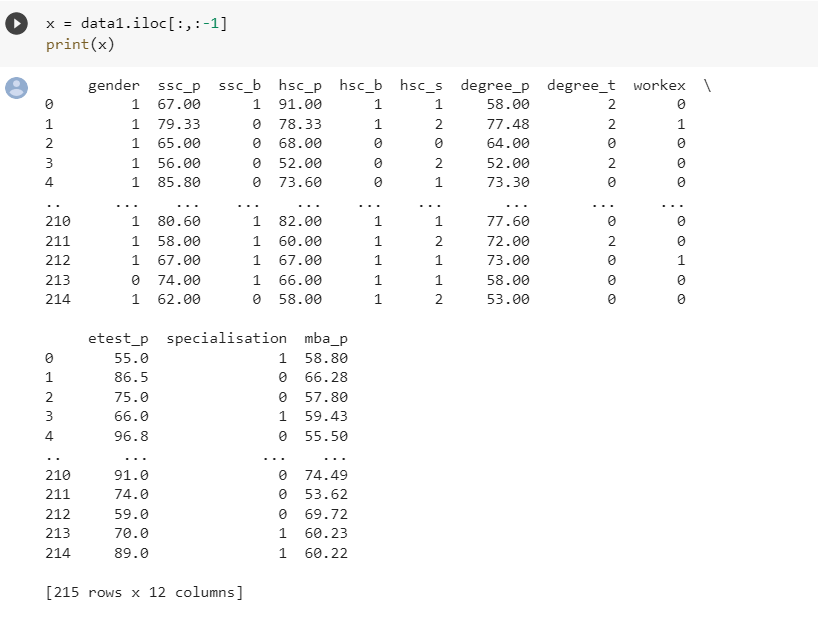 x = data1.iloc[:,:-1]
print(x)
gender ssc_p ssc_b hsc_p hsc_b hsc_s degree_p degree_t workex \
0 1 67.00 1 91.00 1 1 58.00 2 0
1 1 79.33 0 78.33 1 2 77.48 2 1
2 1 65.00 0 68.00 0 0 64.00 0 0
3 1 56.00 0 52.00 0 2 52.00 2 0
4 1 85.80 0 73.60 0 1 73.30 0 0
.. ... ... ... ... ... ... ... ... ...
210 1 80.60 1 82.00 1 1 77.60 0 0
211 1 58.00 1 60.00 1 2 72.00 2 0
212 1 67.00 1 67.00 1 1 73.00 0 1
213 0 74.00 1 66.00 1 1 58.00 0 0
214 1 62.00 0 58.00 1 2 53.00 0 0
etest_p specialisation mba_p
0 55.0 1 58.80
1 86.5 0 66.28
2 75.0 0 57.80
3 66.0 1 59.43
4 96.8 0 55.50
.. ... ... ...
210 91.0 0 74.49
211 74.0 0 53.62
212 59.0 0 69.72
213 70.0 1 60.23
214 89.0 1 60.22
[215 rows x 12 columns]